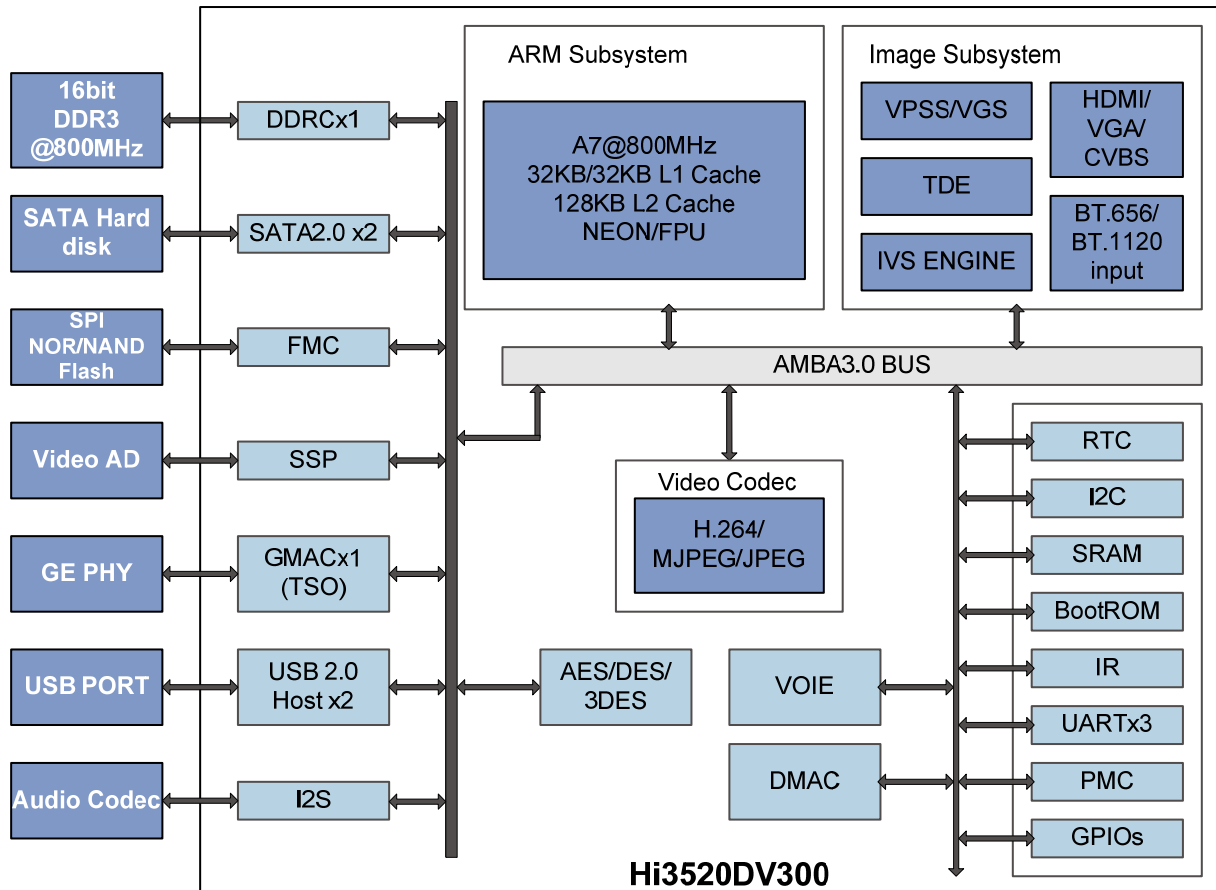 16bit
DDR3
@800MHz
SATA Hard
disk
SPI
NOR/NAND
Flash
Video AD
GE PHY
USB PORT
Audio Codec
DDRCx1
SATA2.0 x2
FMC
SSP
GMACx1
(TSO)
USB 2.0
Host x2
I2S
ARM Subsystem
A7@800MHz
32KB/32KB L1 Cache
128KB L2 Cache
NEON/FPU
Image Subsystem
VPSS/VGS
TDE
IVS ENGINE
HDMI/
VGA/
CVBS
BT.656/
BT.1120
input
AMBA3.0 BUS
Video Codec
H.264/
MJPEG/JPEG
AES/DES/
3DES
VOIE
DMAC
RTC
I2C
SRAM
BootROM
IR
UARTx3
PMC
GPIOs
Hi3520DV300